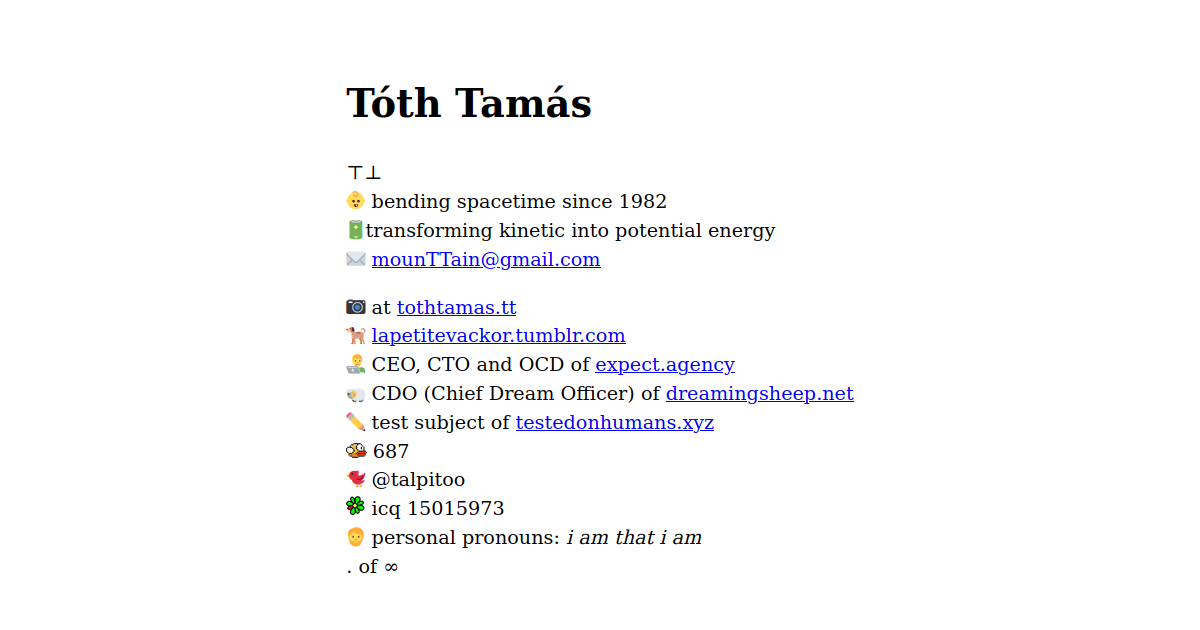 Tóth Tamás
⊤⊥
👶 bending spacetime since 1982
🔋transforming kinetic into potential energy
✉️ mounTTain@gmail.com
📷 at tothtamas.tt
🐕 lapetitevackor.tumblr.com
👨‍💻 CEO, CTO and OCD of expect.agency
🐑 CDO (Chief Dream Officer) of dreamingsheep.net
✏️ test subject of testedonhumans.xyz
687
@talpitoo
icq 15015973
👨‍🦰 personal pronouns: i am that i am
. of ∞